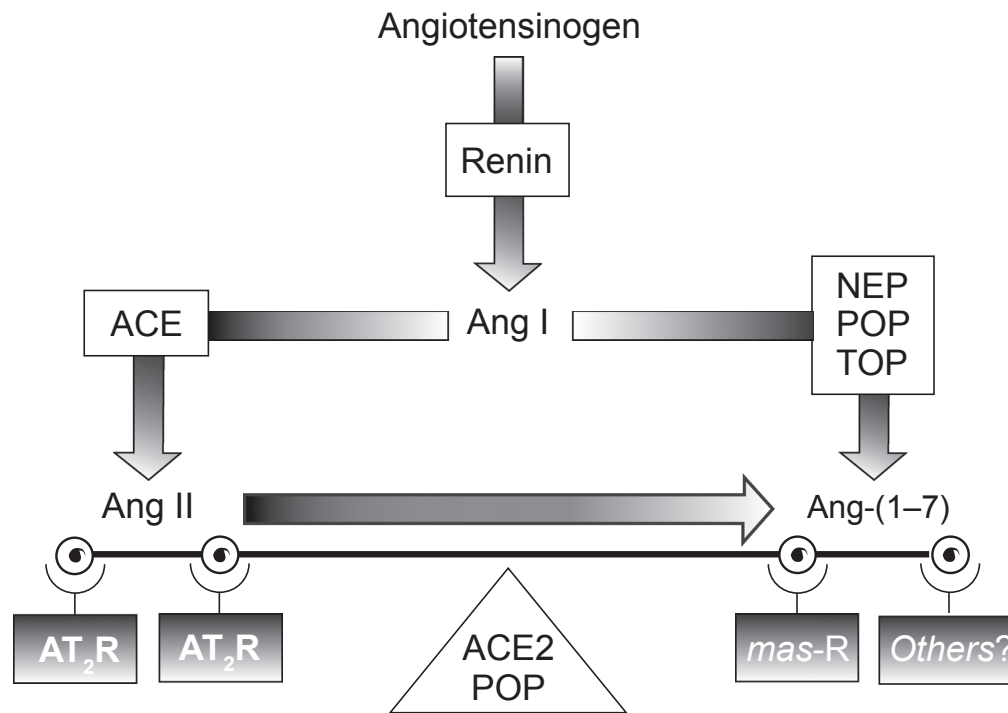 Angiotensinogen
Renin
ACE
Ang I
NEP
POP
TOP
Ang II
Ang-(1–7)
AT₂R
AT₂R
ACE2
POP
mas-R
Others?